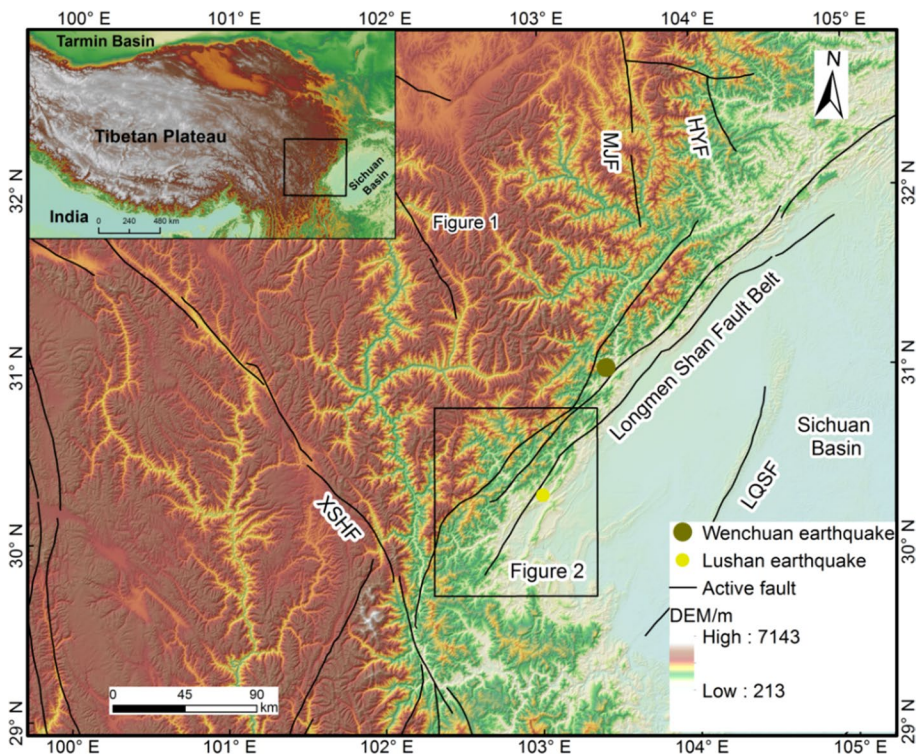 100° E 101° E 102° E 103° E 104° E 105° E
Tarmin Basin
Tibetan Plateau
Sichuan
Basin
India
0 240 480 km
Figure 1
N
MJF
HYF
32° N
32° N
31° N
31° N
Longmen Shan Fault Belt
Sichuan
Basin
LQSF
XSHF
Figure 2
30° N
30° N
Wenchuan earthquake
Lushan earthquake
Active fault
DEM/m
High : 7143
Low : 213
0 45 90
km
29° N
29° N
100° E 101° E 102° E 103° E 104° E 105° E